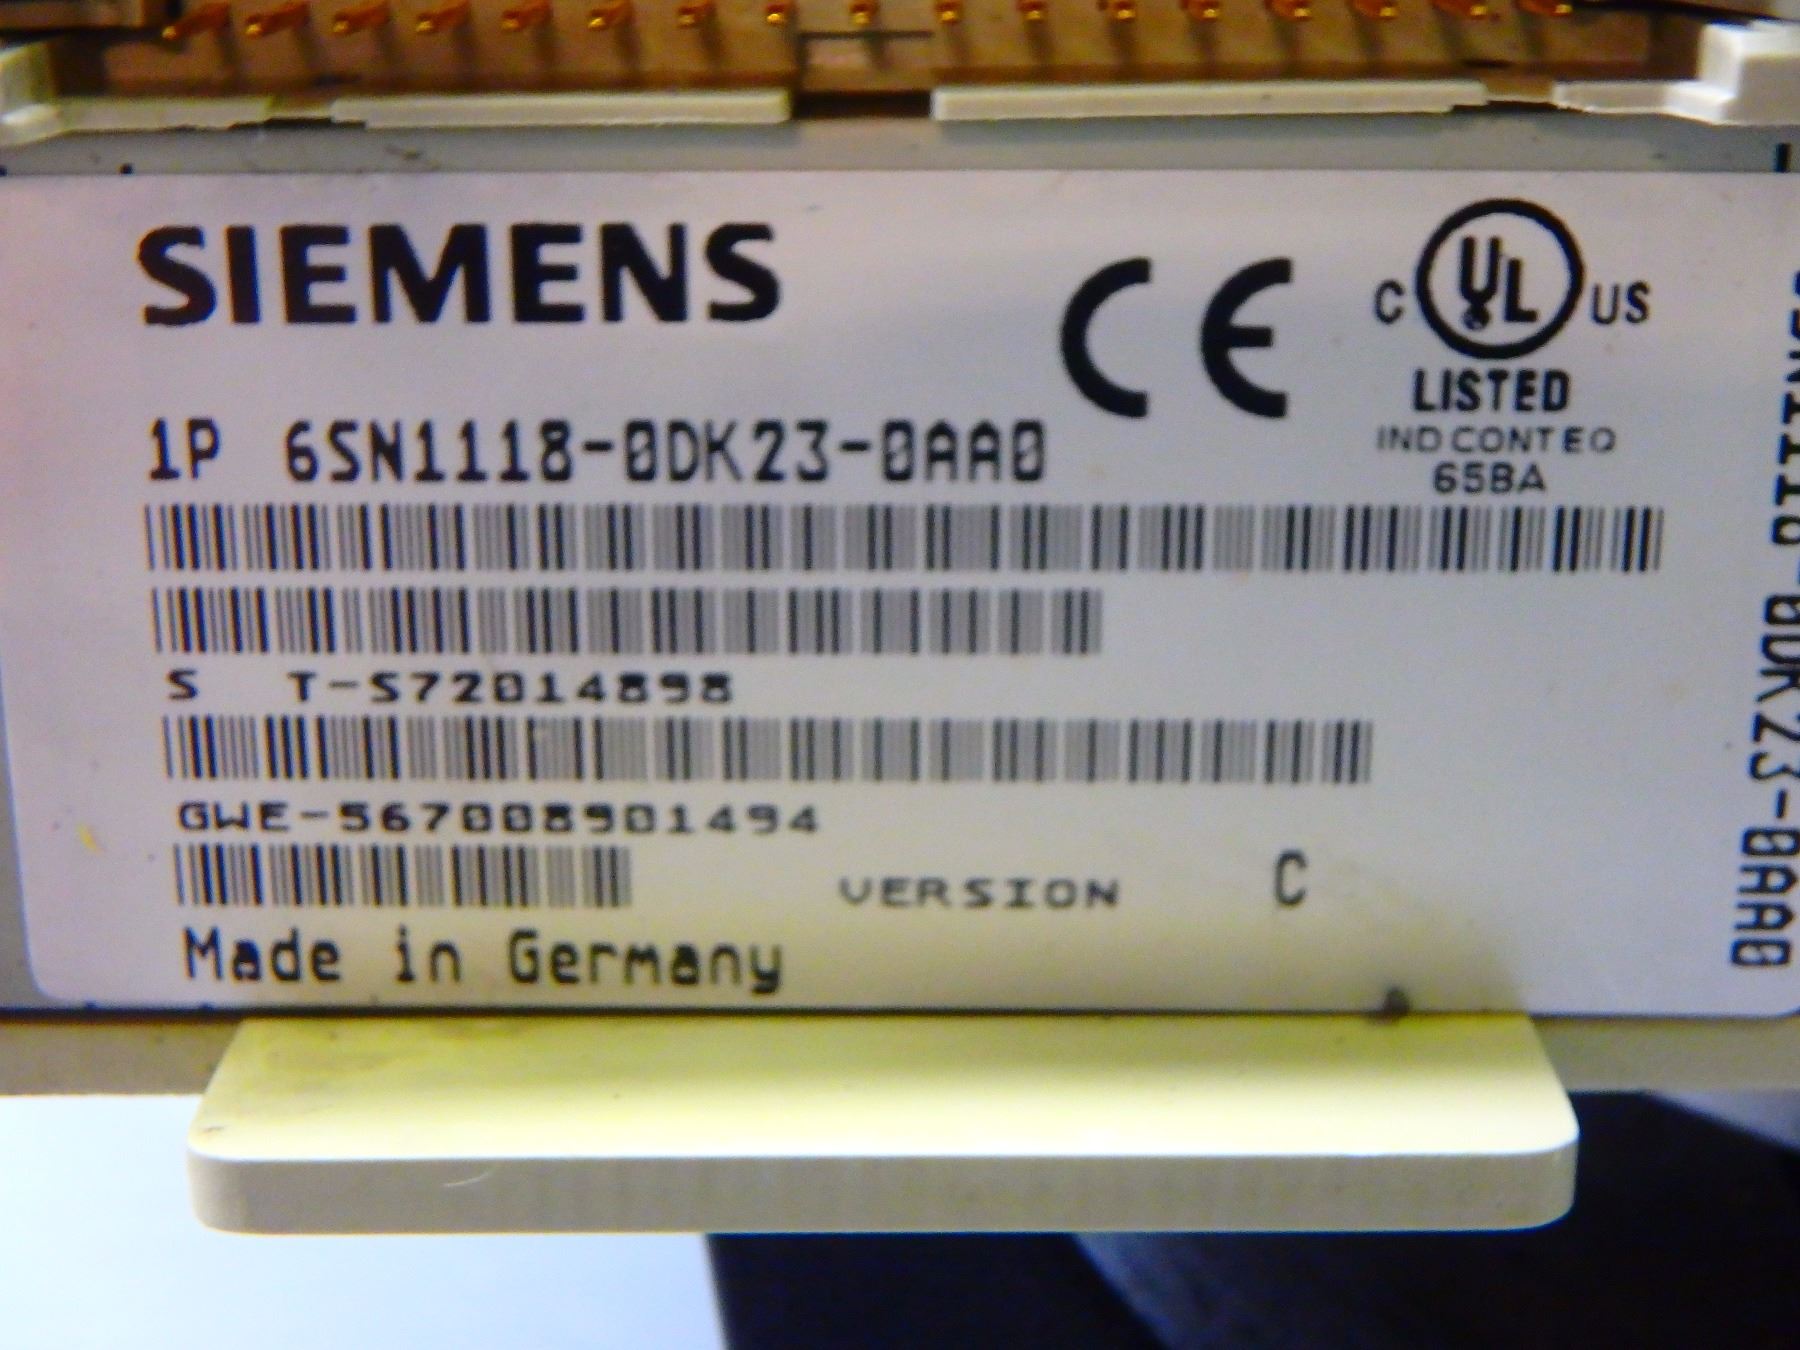 SIEMENS
CE
C UL US
LISTED
IND CONT EQ
65BA
1P 6SN1118-0DK23-0AA0
S T-S72014898
GWE-567008901494
VERSION C
Made in Germany
6SN1118-0DK23-0AA0